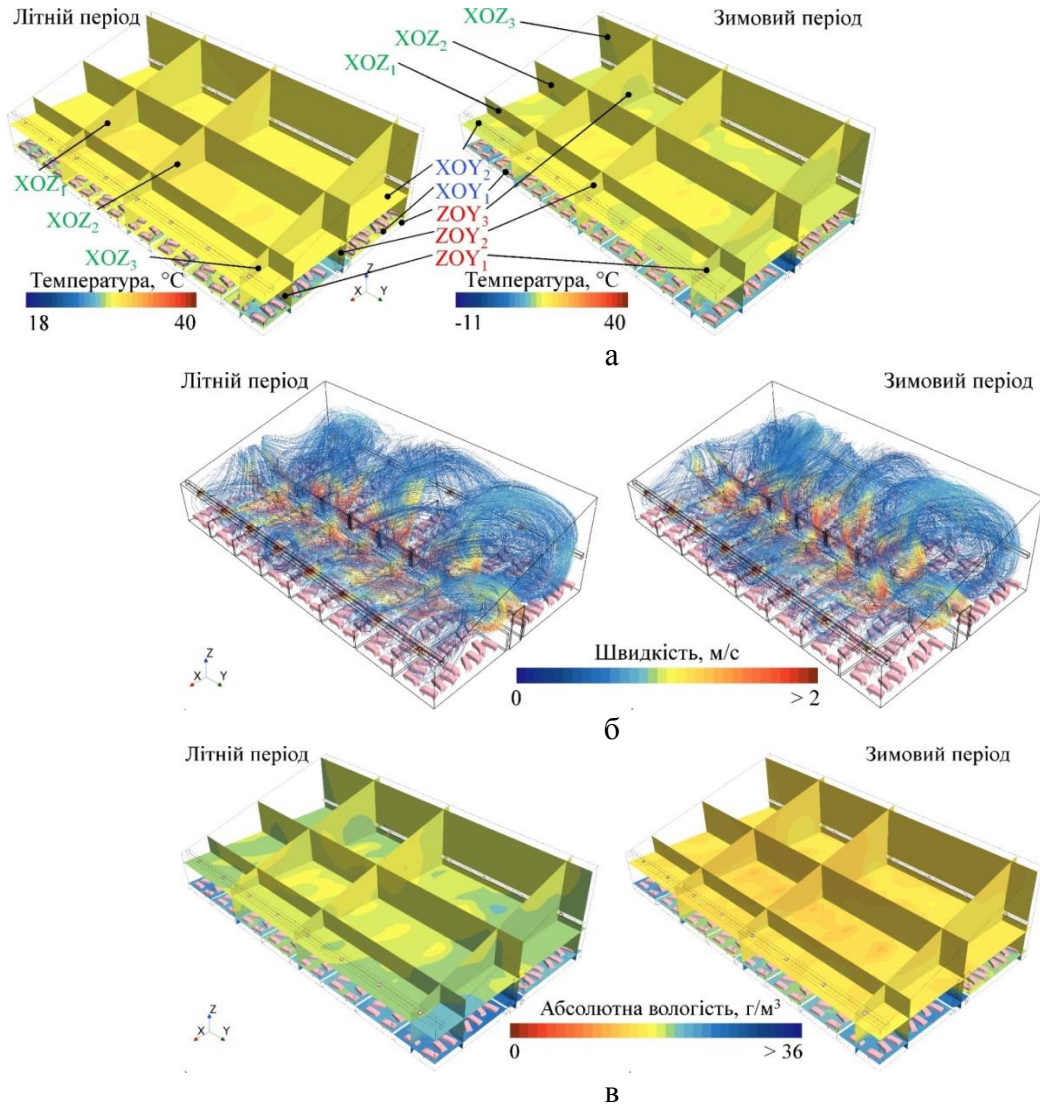 Літній період
Зимовий період
XOZ₃
XOZ₂
XOZ₁
XOZ₁
XOZ₂
XOZ₃
XOY₂
XOY₁
ZOY₃
ZOY₂
ZOY₁
Температура, °C
18 40
Z
X Y
Температура, °C
-11 40
а
Літній період
Зимовий період
Z
X Y
Швидкість, м/с
0 > 2
б
Літній період
Зимовий період
Z
X Y
Абсолютна вологість, г/м³
0 > 36
в